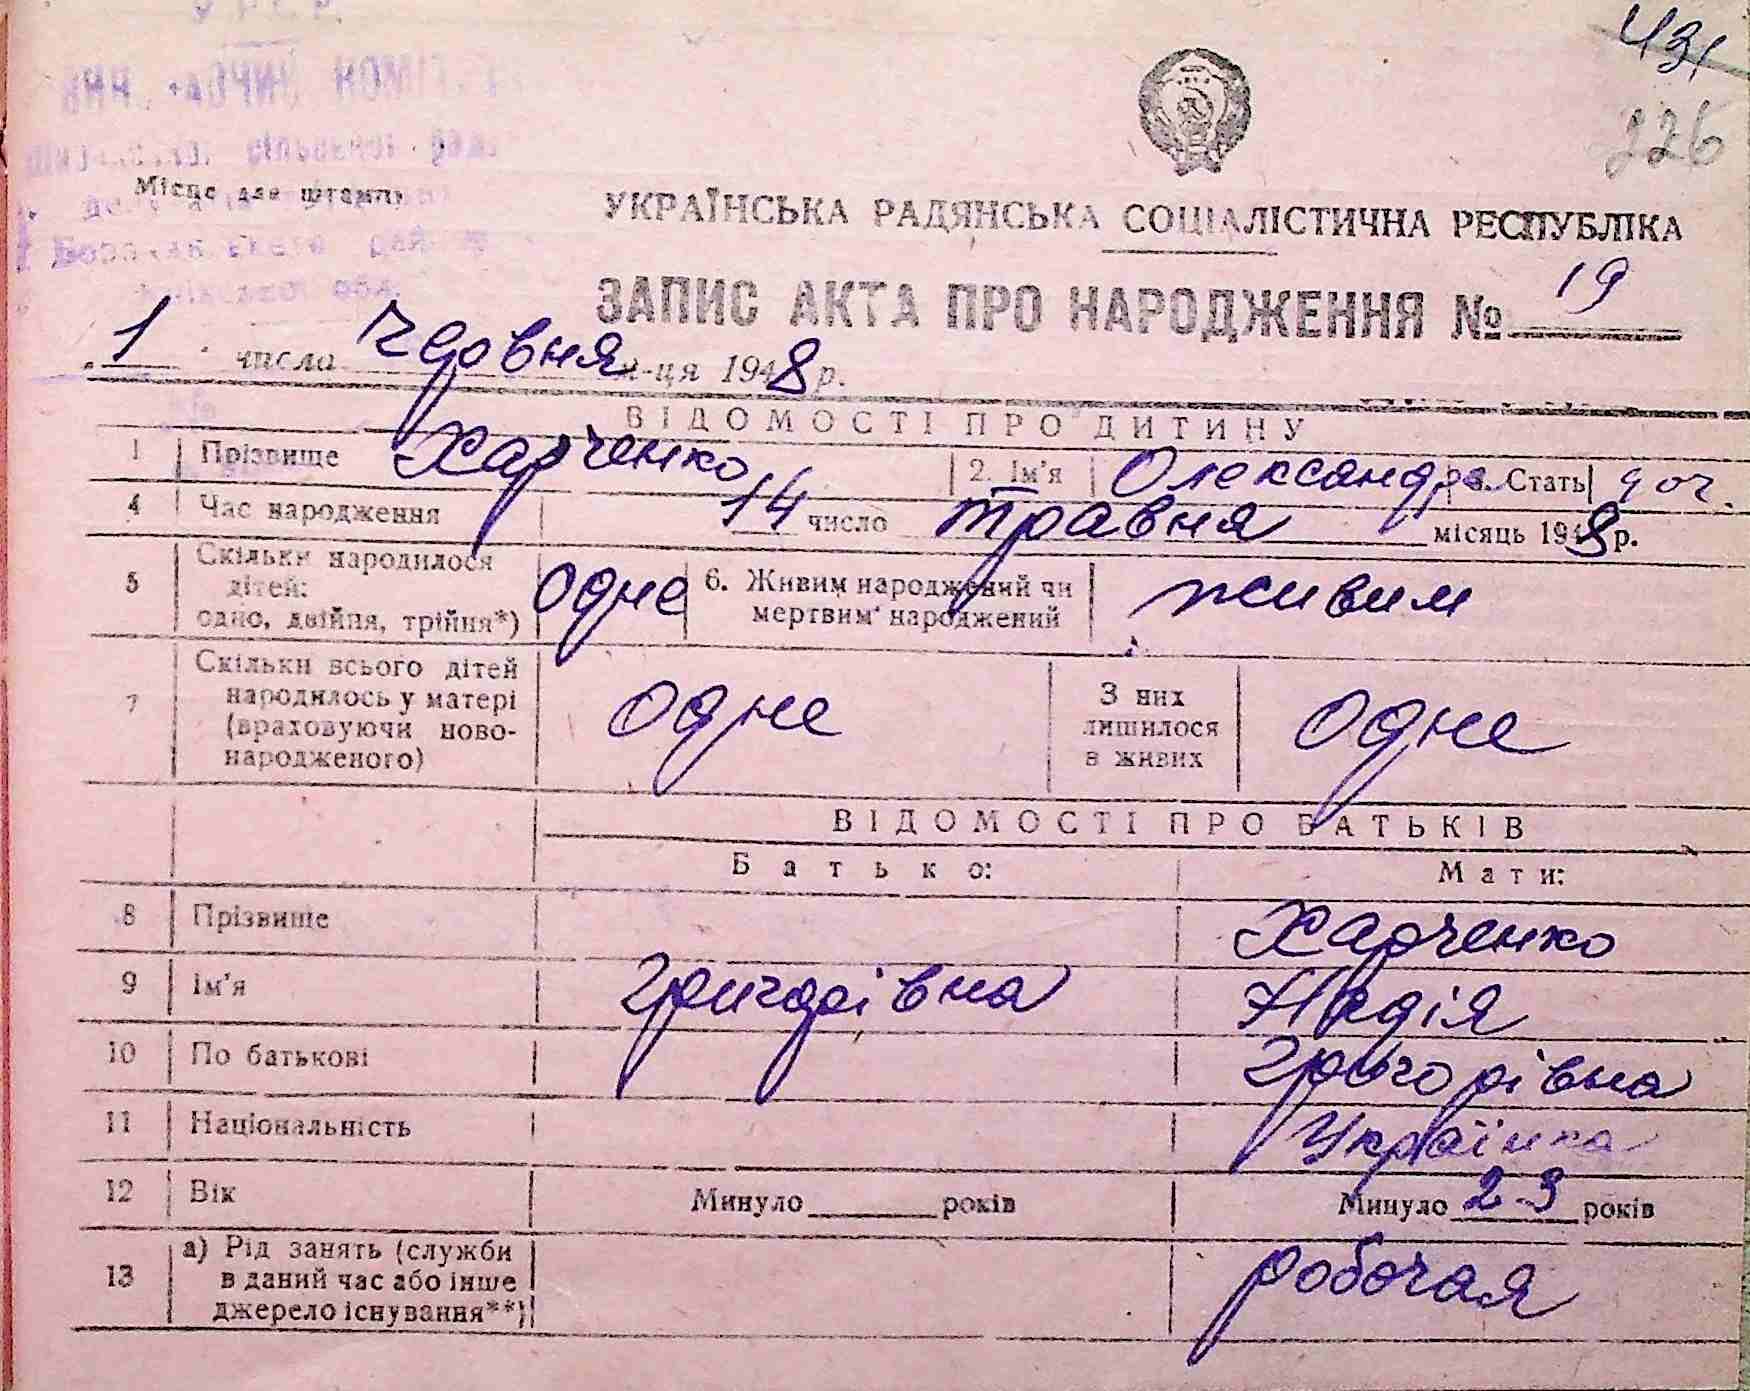 У Р С Р.
431
226
Місце для штампу
УКРАЇНСЬКА РАДЯНСЬКА СОЦІАЛІСТИЧНА РЕСПУБЛІКА
ЗАПИС АКТА ПРО НАРОДЖЕННЯ № 19
„1" числа Червня м-ця 1948 р.
ВІДОМОСТІ ПРО ДИТИНУ
1 Прізвище Харченко 2. Ім'я Олександра 3. Стать
4 Час народження 14 число травня місяць 1948 р.
5 Скільки народилося дітей: одно, двійня, трійня*) одне 6. Живим народжений чи мертвим народжений живим
7 Скільки всього дітей народилось у матері (враховуючи новонародженого) одне З них лишилося в живих одне
ВІДОМОСТІ ПРО БАТЬКІВ
Батько: Мати:
8 Прізвище Харченко
9 Ім'я Григорівна Надія
10 По батькові Григорівна
11 Національність Українка
12 Вік Минуло ______ років Минуло 23 років
13 а) Рід занять (служби в даний час або інше джерело існування**) робочая